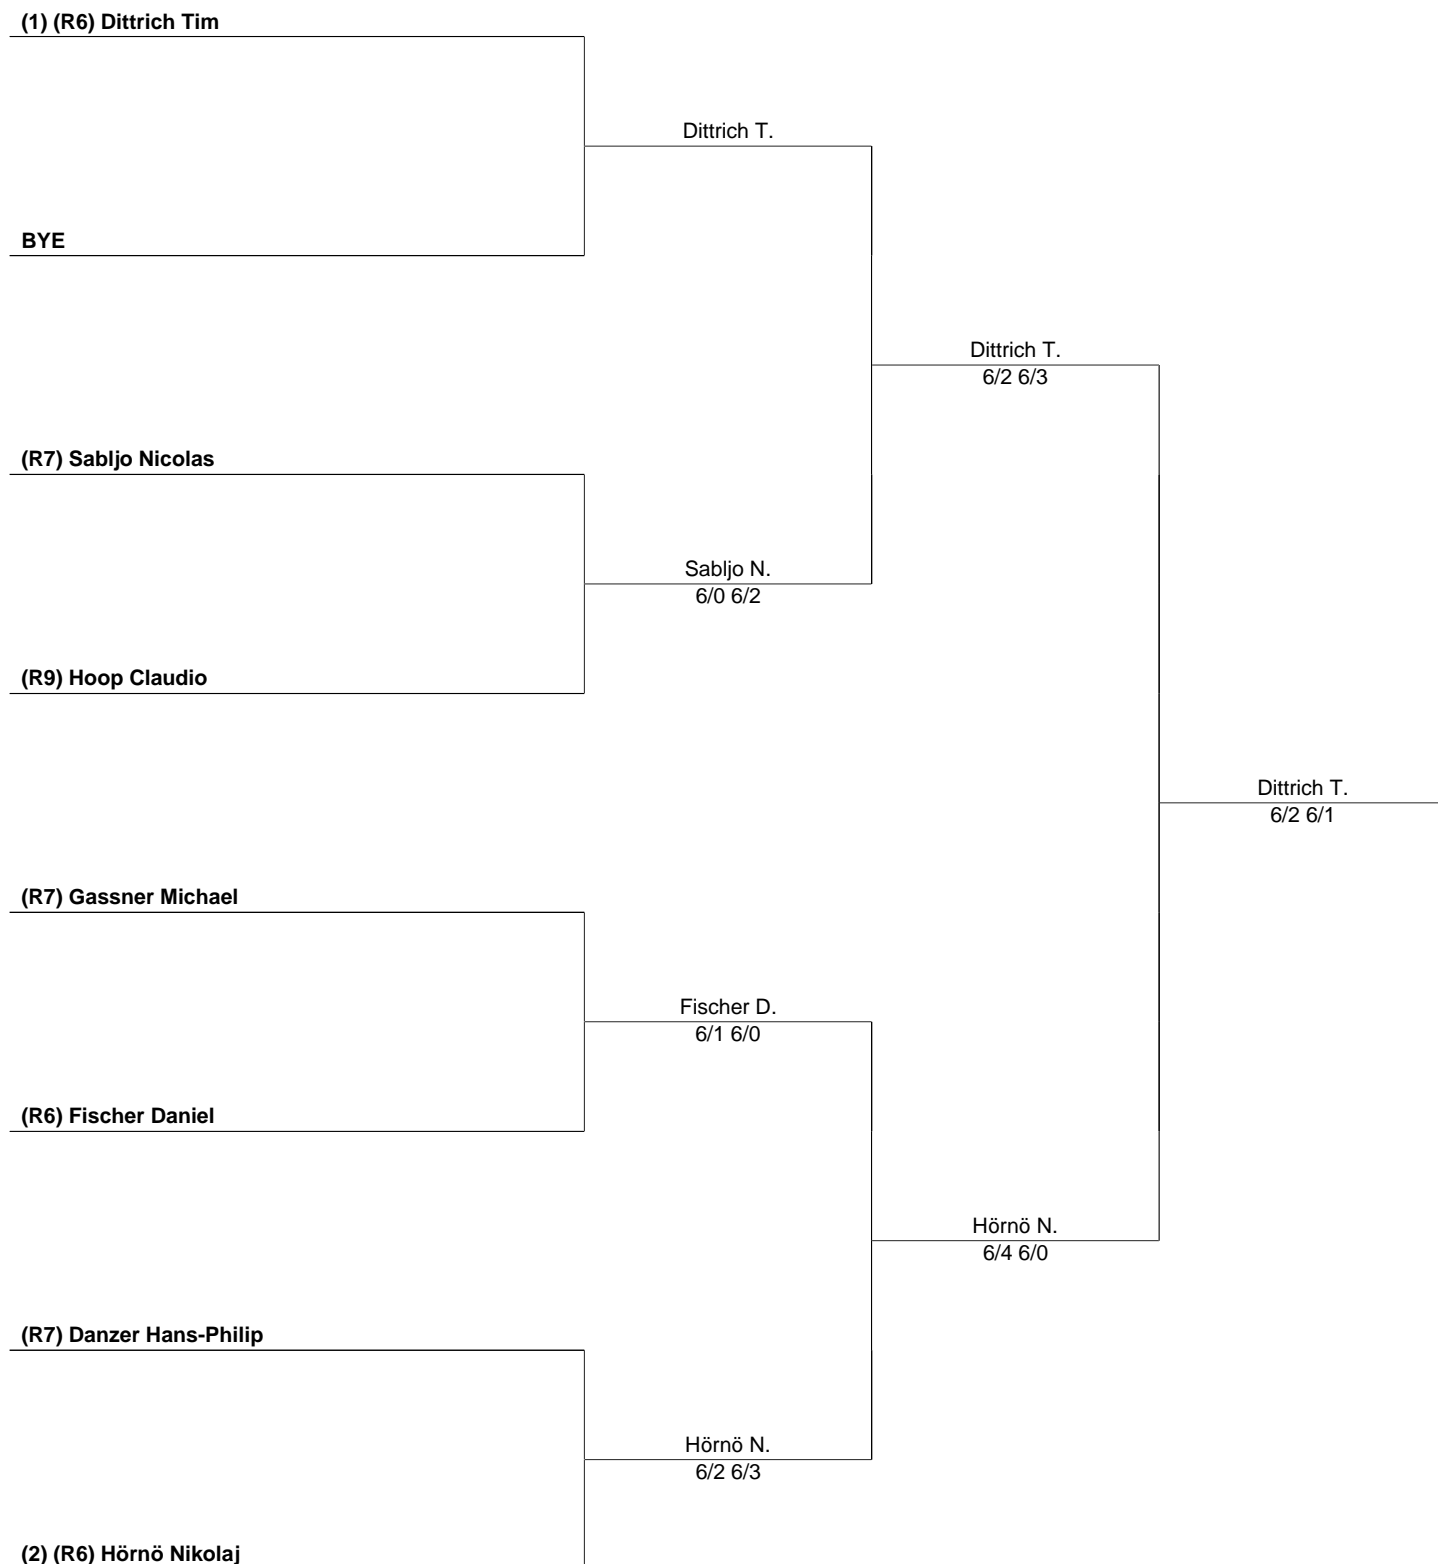 (1) (R6) Dittrich Tim
Dittrich T.
BYE
Dittrich T.
6/2 6/3
(R7) Sabljo Nicolas
Sabljo N.
6/0 6/2
(R9) Hoop Claudio
Dittrich T.
6/2 6/1
(R7) Gassner Michael
Fischer D.
6/1 6/0
(R6) Fischer Daniel
Hörnö N.
6/4 6/0
(R7) Danzer Hans-Philip
Hörnö N.
6/2 6/3
(2) (R6) Hörnö Nikolaj